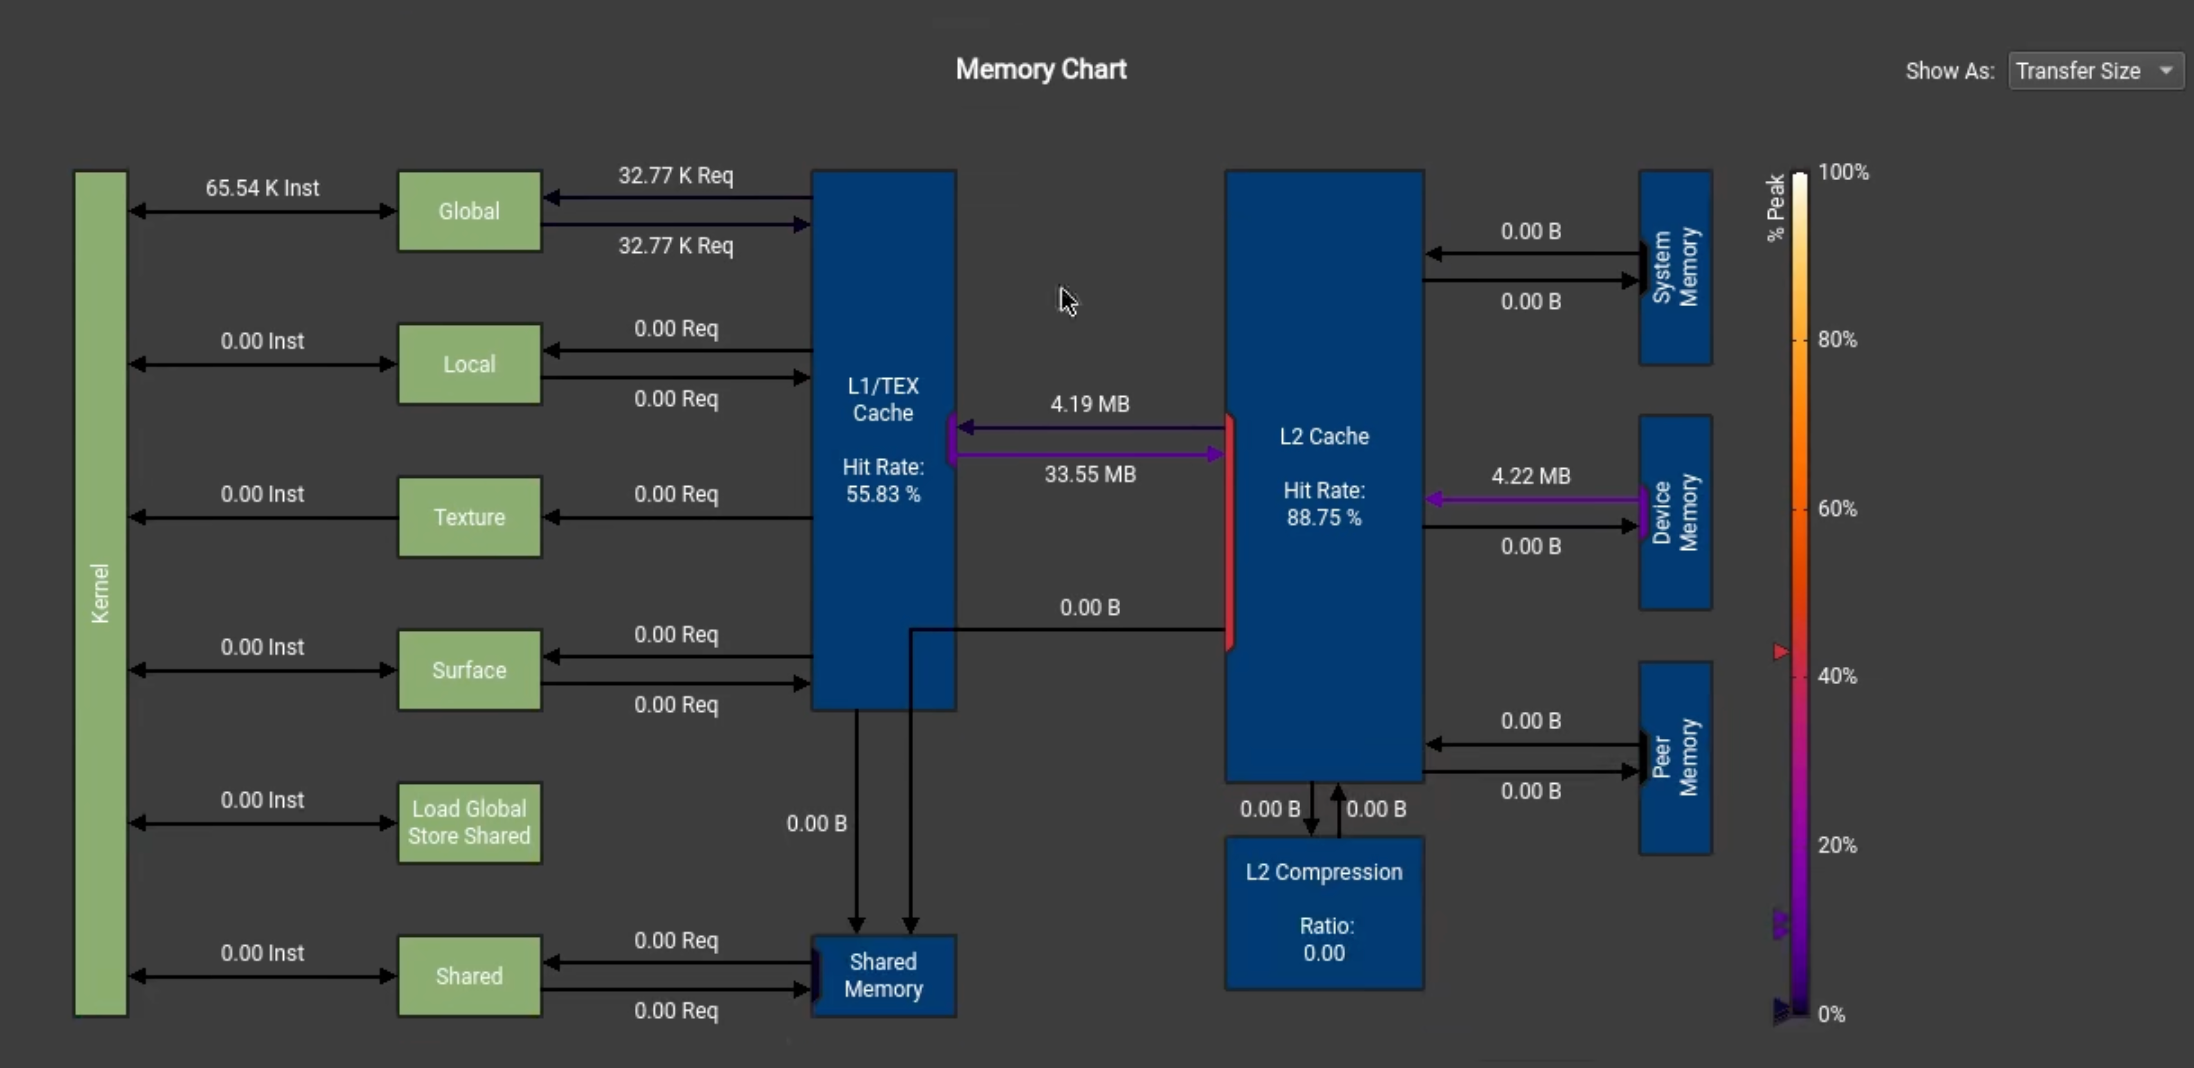 Memory Chart
Show As: Transfer Size
Kernel
65.54 K Inst
Global
32.77 K Req
32.77 K Req
0.00 Inst
Local
0.00 Req
0.00 Req
0.00 Inst
Texture
0.00 Req
0.00 Inst
Surface
0.00 Req
0.00 Req
0.00 Inst
Load Global
Store Shared
0.00 Inst
Shared
0.00 Req
0.00 Req
L1/TEX
Cache
Hit Rate:
55.83 %
0.00 B
Shared
Memory
4.19 MB
33.55 MB
0.00 B
L2 Cache
Hit Rate:
88.75 %
0.00 B
0.00 B
L2 Compression
Ratio:
0.00
0.00 B
0.00 B
System
Memory
4.22 MB
0.00 B
Device
Memory
0.00 B
0.00 B
Peer
Memory
% Peak
100%
80%
60%
40%
20%
0%